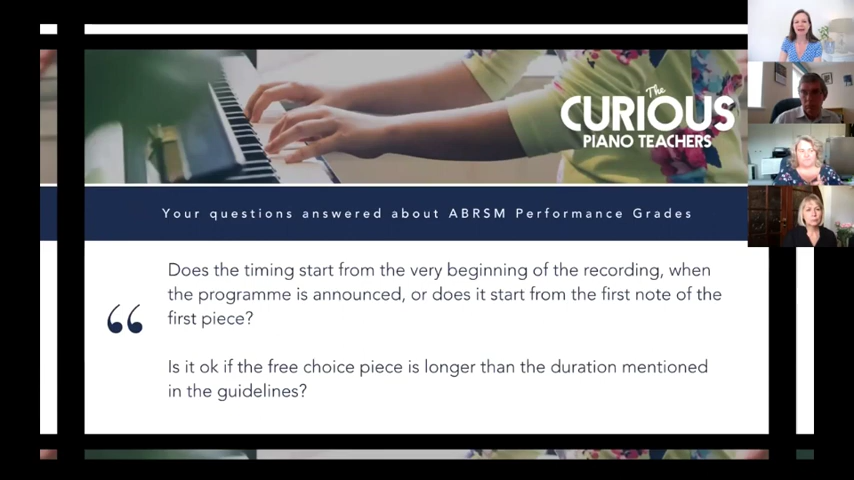 The
CURIOUS
PIANO TEACHERS
Your questions answered about ABRSM Performance Grades
Does the timing start from the very beginning of the recording, when
the programme is announced, or does it start from the first note of the
first piece?
Is it ok if the free choice piece is longer than the duration mentioned
in the guidelines?